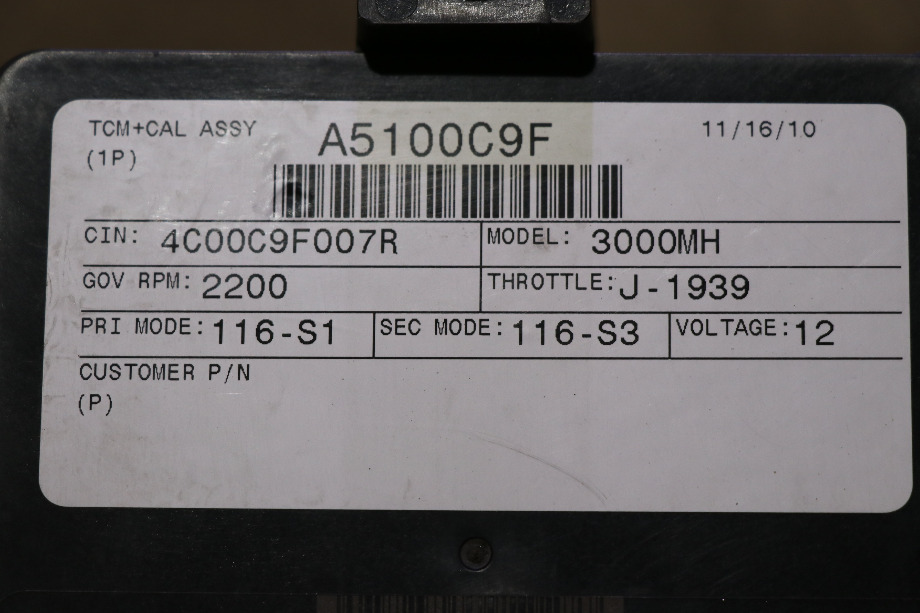 TCM+CAL ASSY A5100C9F 11/16/10
(1P)
CIN: 4C00C9F007R MODEL: 3000MH
GOV RPM: 2200 THROTTLE: J-1939
PRI MODE: 116-S1 SEC MODE: 116-S3 VOLTAGE: 12
CUSTOMER P/N
(P)